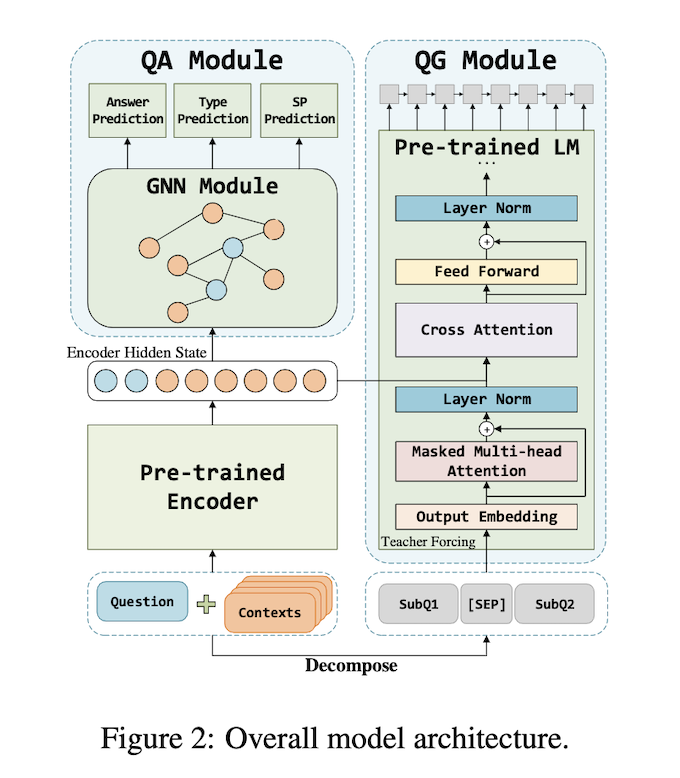 QA Module
Answer
Prediction
Type
Prediction
SP
Prediction
GNN Module
Encoder Hidden State
Pre-trained
Encoder
Question
Contexts
QG Module
Pre-trained LM
...
Layer Norm
+
Feed Forward
Cross Attention
Layer Norm
+
Masked Multi-head
Attention
Output Embedding
Teacher Forcing
SubQ1
[SEP]
SubQ2
Decompose
Figure 2: Overall model architecture.